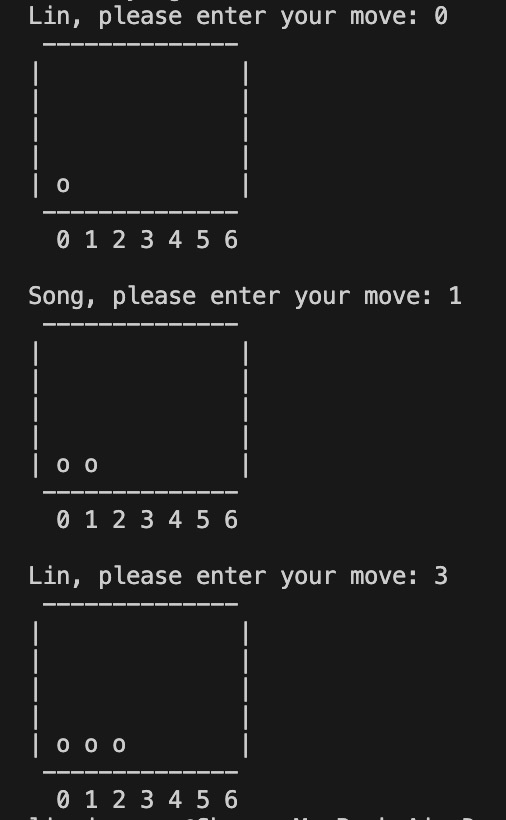 Lin, please enter your move: 0
 --------------
|              |
|              |
|              |
|              |
| o            |
 --------------
  0 1 2 3 4 5 6
Song, please enter your move: 1
 --------------
|              |
|              |
|              |
|              |
| o o          |
 --------------
  0 1 2 3 4 5 6
Lin, please enter your move: 3
 --------------
|              |
|              |
|              |
|              |
| o o o        |
 --------------
  0 1 2 3 4 5 6